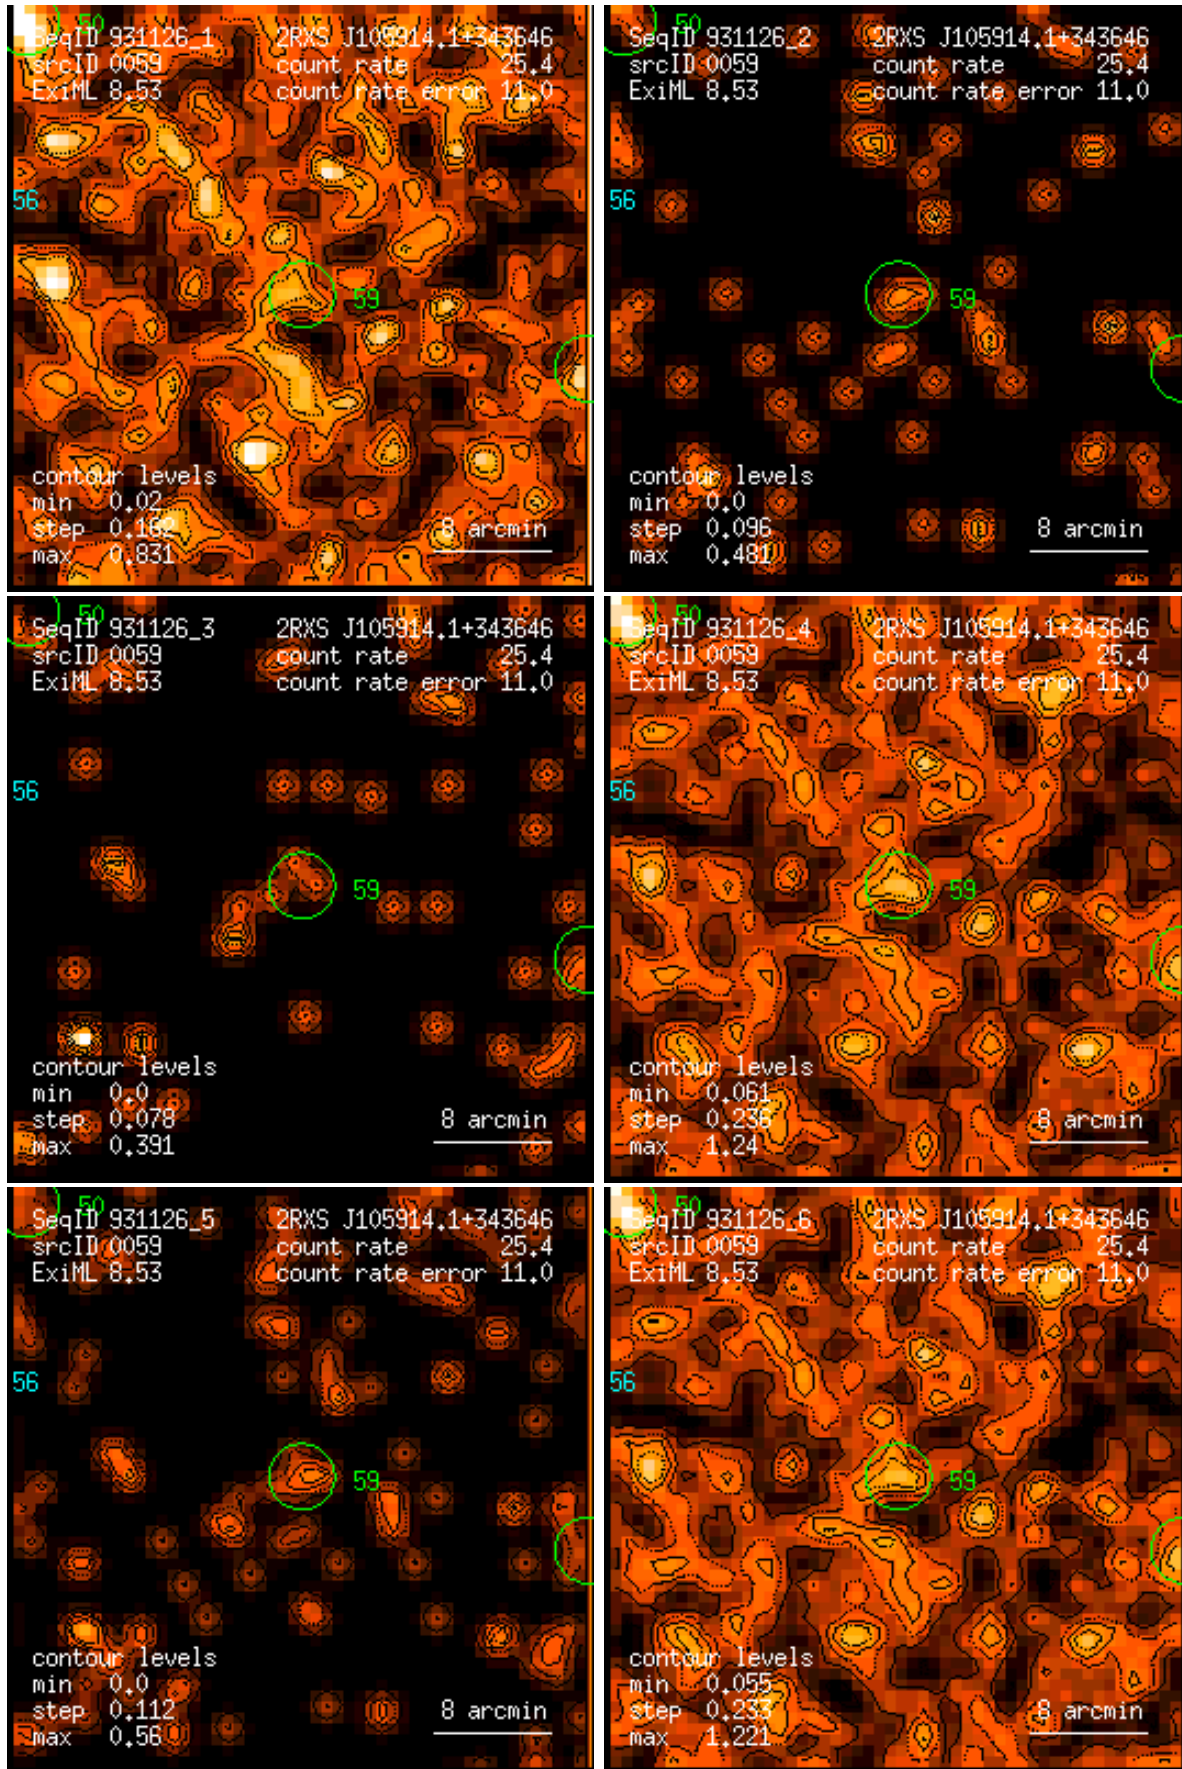 50
SeqID 931126_1 2RXS J105914.1+343646
srcID 0059 count rate 25.4
ExiML 8.53 count rate error 11.0
56
59
contour levels
min 0.02
step 0.162
max 0.831
8 arcmin
50
SeqID 931126_2 2RXS J105914.1+343646
srcID 0059 count rate 25.4
ExiML 8.53 count rate error 11.0
56
59
contour levels
min 0.0
step 0.096
max 0.481
8 arcmin
50
SeqID 931126_3 2RXS J105914.1+343646
srcID 0059 count rate 25.4
ExiML 8.53 count rate error 11.0
56
59
contour levels
min 0.0
step 0.078
max 0.391
8 arcmin
50
SeqID 931126_4 2RXS J105914.1+343646
srcID 0059 count rate 25.4
ExiML 8.53 count rate error 11.0
56
59
contour levels
min 0.061
step 0.236
max 1.24
8 arcmin
50
SeqID 931126_5 2RXS J105914.1+343646
srcID 0059 count rate 25.4
ExiML 8.53 count rate error 11.0
56
59
contour levels
min 0.0
step 0.112
max 0.56
8 arcmin
50
SeqID 931126_6 2RXS J105914.1+343646
srcID 0059 count rate 25.4
ExiML 8.53 count rate error 11.0
56
59
contour levels
min 0.055
step 0.233
max 1.221
8 arcmin